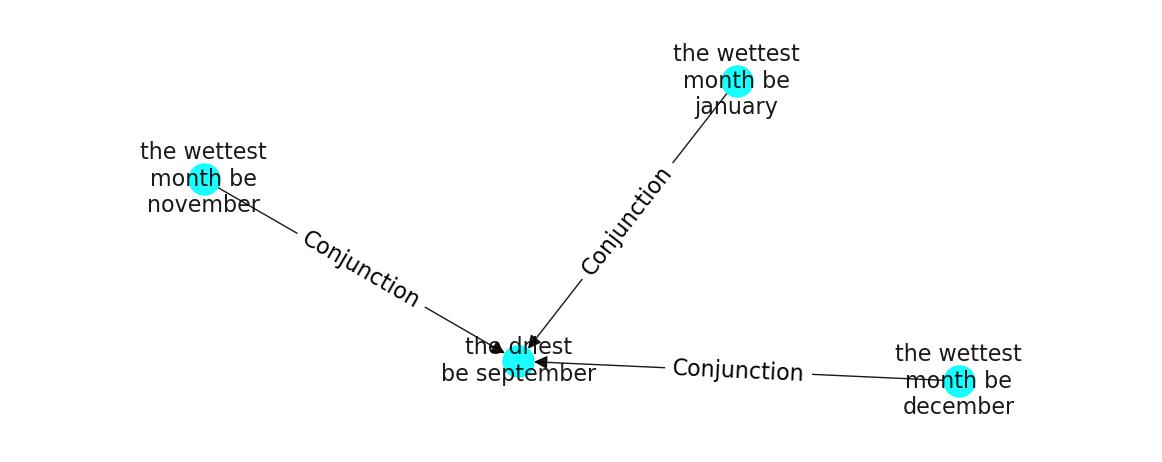 the wettest
month be
january
the wettest
month be
november
Conjunction
Conjunction
the driest
be september
Conjunction
the wettest
month be
december